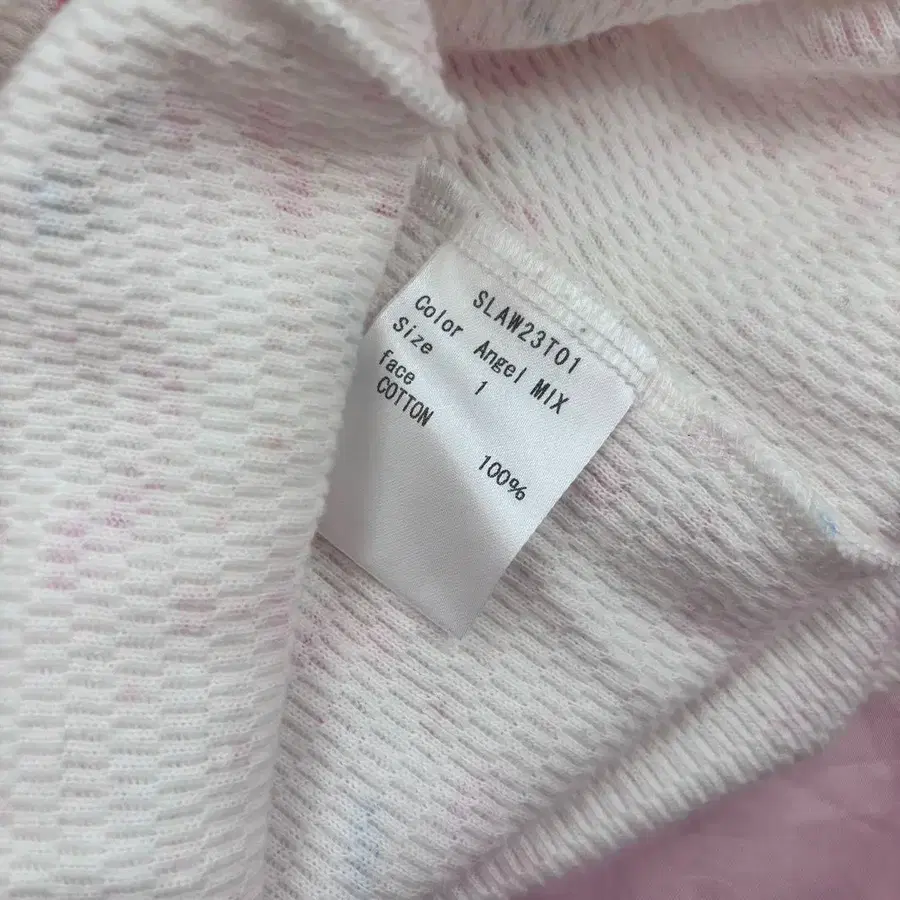 SLAW23T01
Color Angel MIX
Size 1
face
COTTON 100%